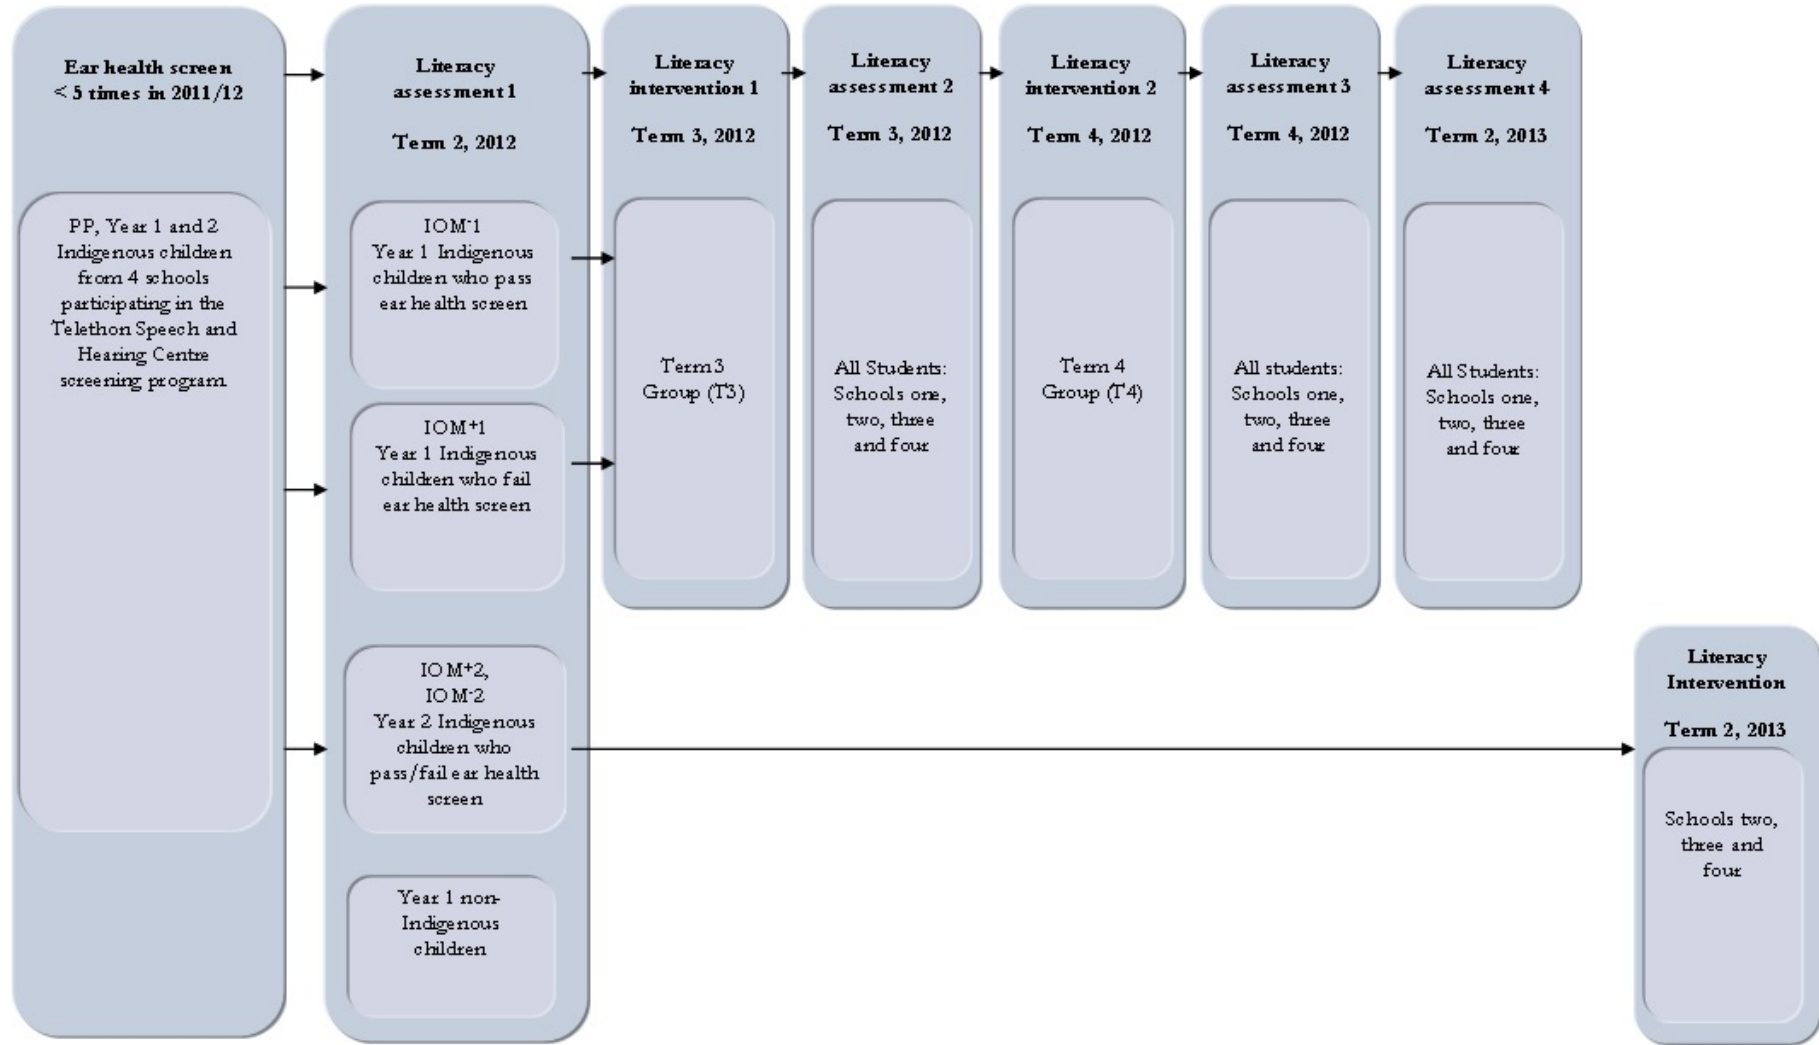 Ear health screen
< 5 times in 2011/12
PP, Year 1 and 2
Indigenous children
from 4 schools
participating in the
Telethon Speech and
Hearing Centre
screening program.
Literacy
assessment 1
Term 2, 2012
IOM-1
Year 1 Indigenous
children who pass
ear health screen
IOM+1
Year 1 Indigenous
children who fail
ear health screen
IOM+2,
IOM-2
Year 2 Indigenous
children who
pass/fail ear health
screen
Year 1 non-
Indigenous
children
Literacy
intervention 1
Term 3, 2012
Term 3
Group (T3)
Literacy
assessment 2
Term 3, 2012
All Students:
Schools one,
two, three
and four
Literacy
intervention 2
Term 4, 2012
Term 4
Group (T4)
Literacy
assessment 3
Term 4, 2012
All students:
Schools one,
two, three
and four
Literacy
assessment 4
Term 2, 2013
All Students:
Schools one,
two, three
and four
Literacy
Intervention
Term 2, 2013
Schools two,
three and
four